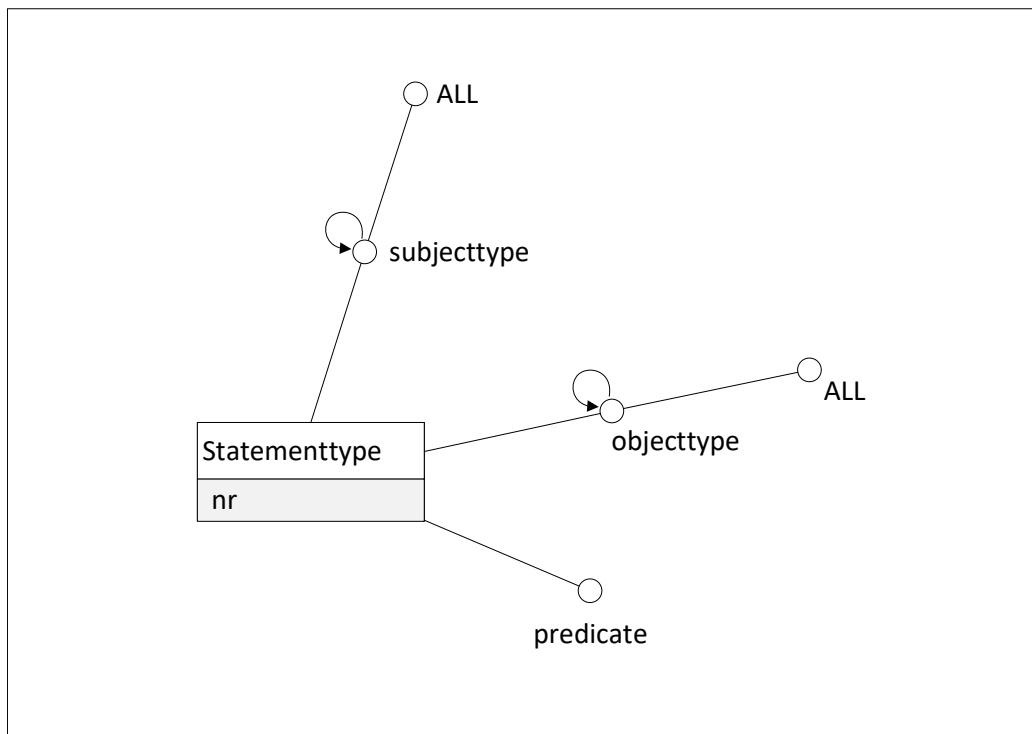 ALL
subjecttype
ALL
objecttype
Statementtype
nr
predicate